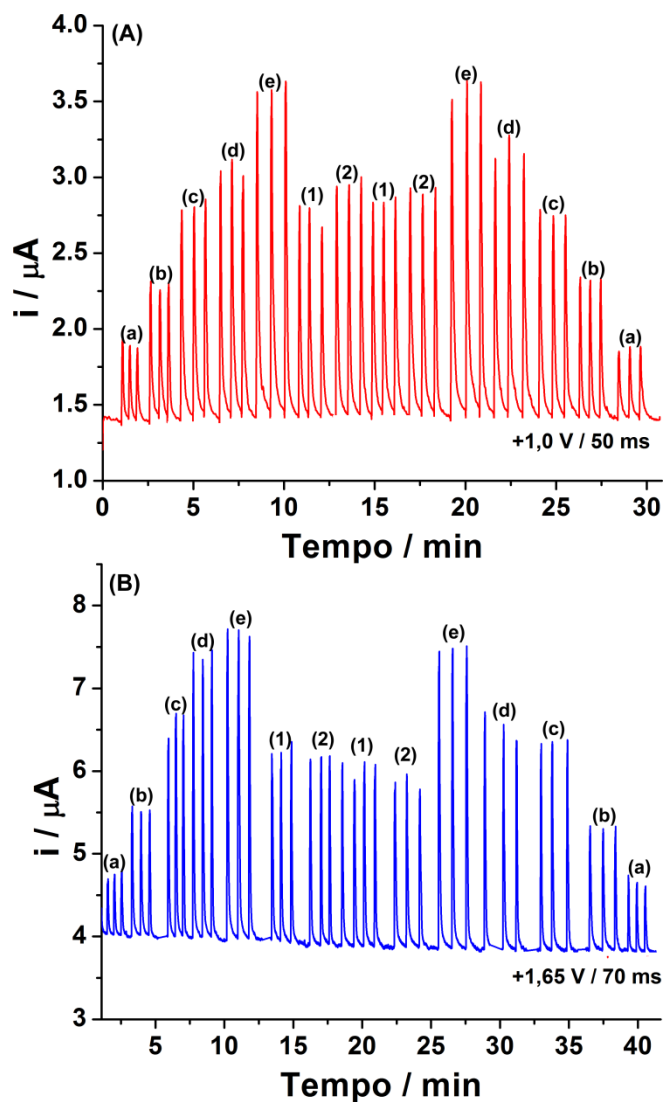 (A)
4.0
3.5
3.0
2.5
2.0
1.5
1.0
i / μA
(a)
(b)
(c)
(d)
(e)
(1)
(2)
(1)
(2)
(e)
(d)
(c)
(b)
(a)
+1,0 V / 50 ms
0 5 10 15 20 25 30
Tempo / min
(B)
8
7
6
5
4
3
i / μA
(a)
(b)
(c)
(d)
(e)
(1)
(2)
(1)
(2)
(e)
(d)
(c)
(b)
(a)
+1,65 V / 70 ms
5 10 15 20 25 30 35 40
Tempo / min